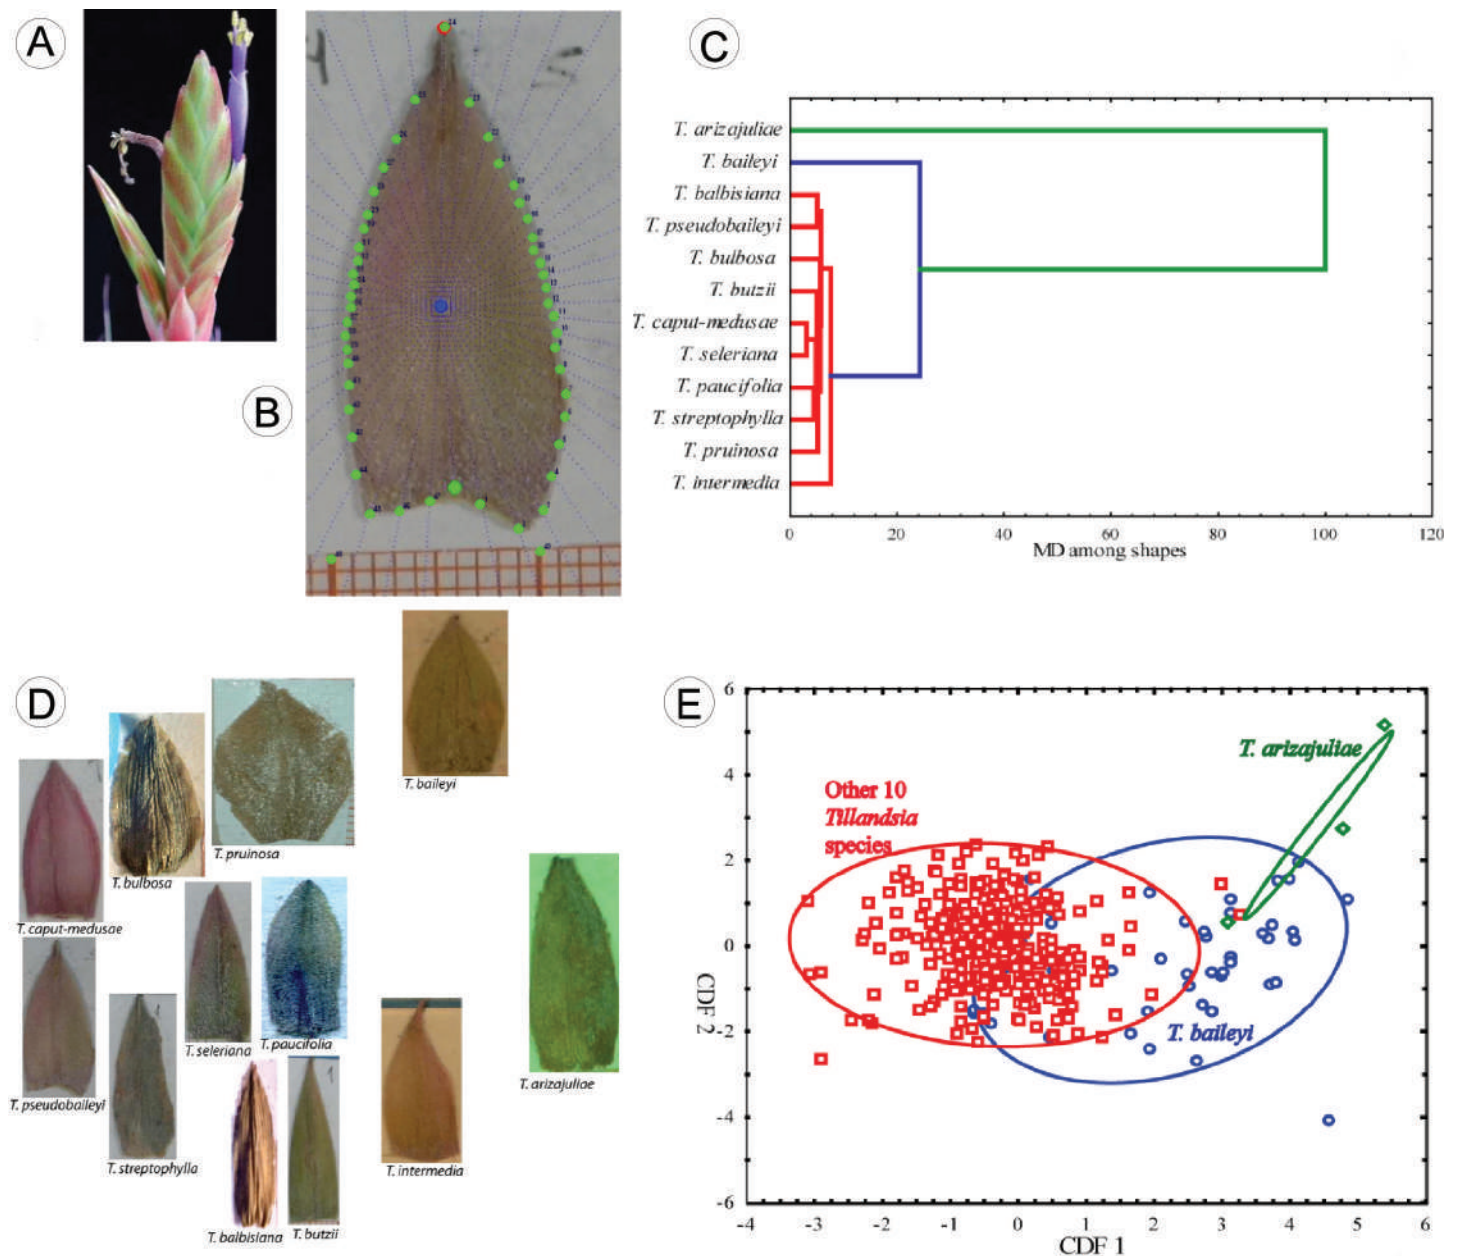 A
B
C
T. arizajuliae
T. baileyi
T. balbisiana
T. pseudobaileyi
T. bulbosa
T. butzii
T. caput-medusae
T. seleriana
T. paucifolia
T. streptophylla
T. pruinosa
T. intermedia
0 20 40 60 80 100 120
MD among shapes
D
T. baileyi
T. pruinosa
T. bulbosa
T. caput-medusae
T. seleriana
T. paucifolia
T. arizajuliae
T. pseudobaileyi
T. streptophylla
T. intermedia
T. balbisiana
T. butzii
E
6
4
2
0
-2
-4
-6
CDF 2
T. arizajuliae
Other 10
Tillandsia
species
T. baileyi
-4 -3 -2 -1 0 1 2 3 4 5 6
CDF 1